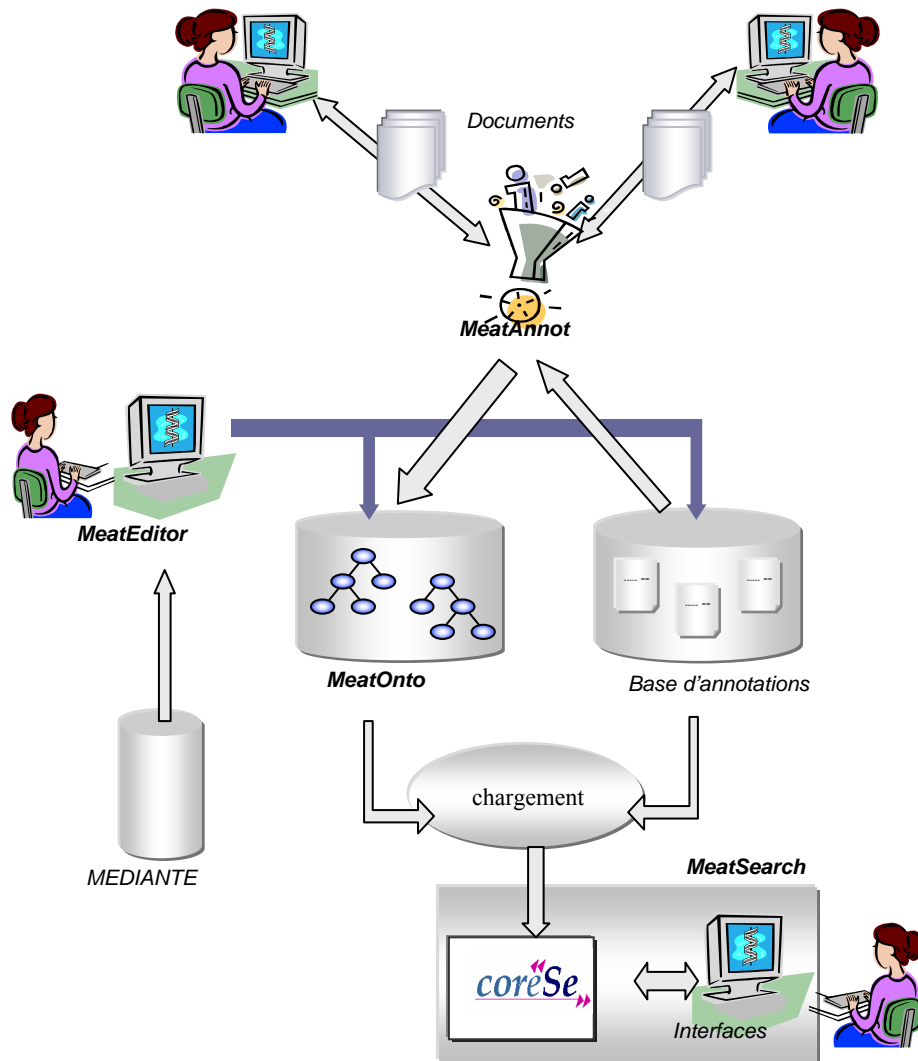 Documents
MeatAnnot
MeatEditor
MeatOnto
Base d'annotations
chargement
MEDIANTE
MeatSearch
coreSe
Interfaces